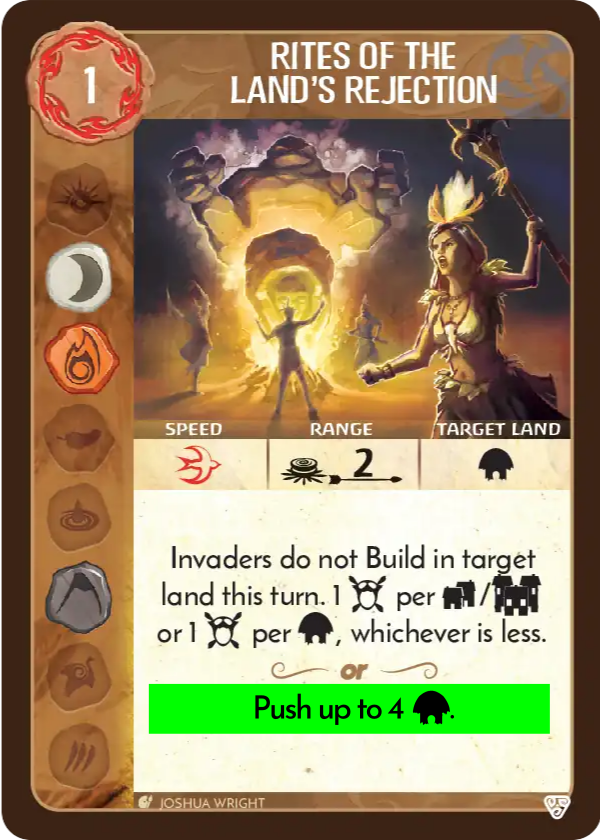 1
RITES OF THE
LAND'S REJECTION
SPEED RANGE TARGET LAND
2
Invaders do not Build in target
land this turn. 1 per /
or 1 per , whichever is less.
or
Push up to 4 .
JOSHUA WRIGHT